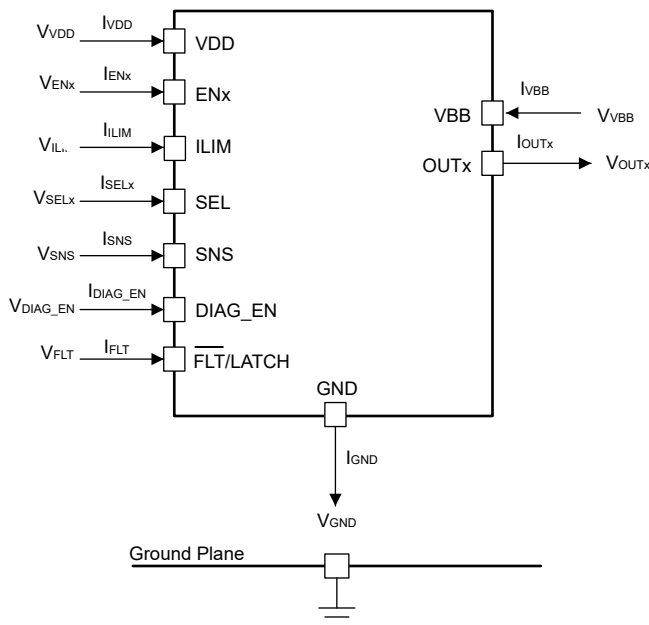 VVDD IVDD VDD
VENx IENx ENx
IVBB
VBB VVBB
VIL.. IILIM ILIM
IOUTx
OUTx VOUTx
VSELx ISELx SEL
VSNS ISNS SNS
VDIAG_EN IDIAG_EN DIAG_EN
VFLT IFLT FLT/LATCH
GND
IGND
VGND
Ground Plane